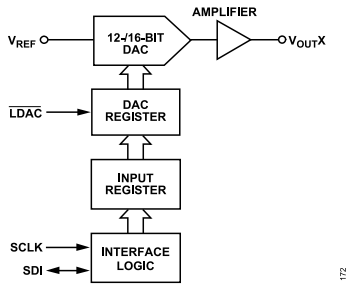 AMPLIFIER
VREF
12-/16-BIT
DAC
VOUTX
LDAC
DAC
REGISTER
INPUT
REGISTER
SCLK
SDI
INTERFACE
LOGIC
172